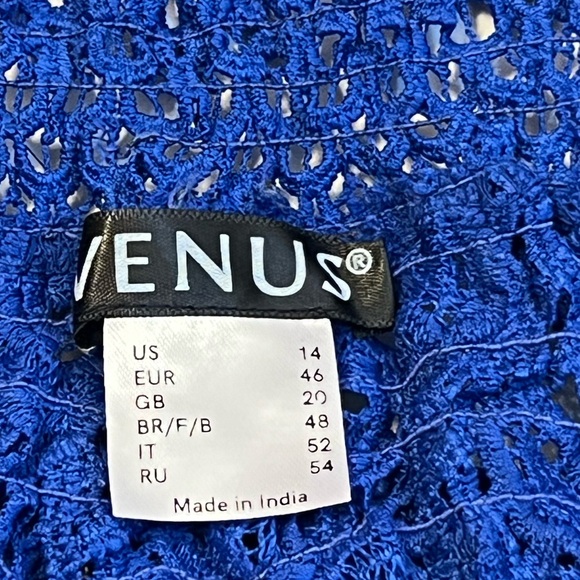 VENUS®
US 14
EUR 46
GB 20
BR/F/B 48
IT 52
RU 54
Made in India